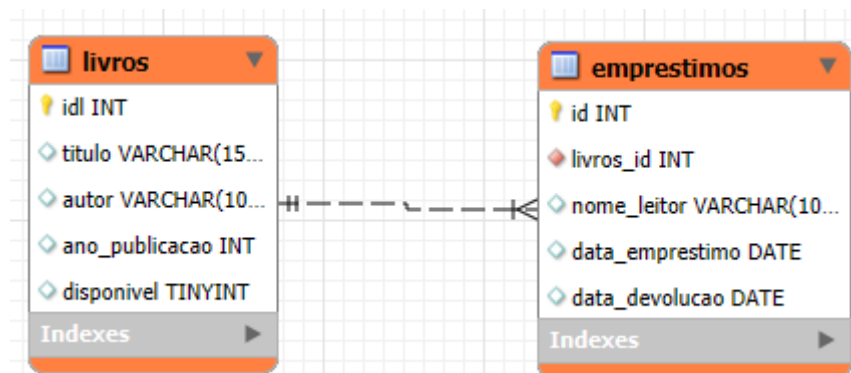 livros
idl INT
titulo VARCHAR(15...
autor VARCHAR(10...
ano_publicacao INT
disponivel TINYINT
Indexes
emprestimos
id INT
livros_id INT
nome_leitor VARCHAR(10...
data_emprestimo DATE
data_devolucao DATE
Indexes